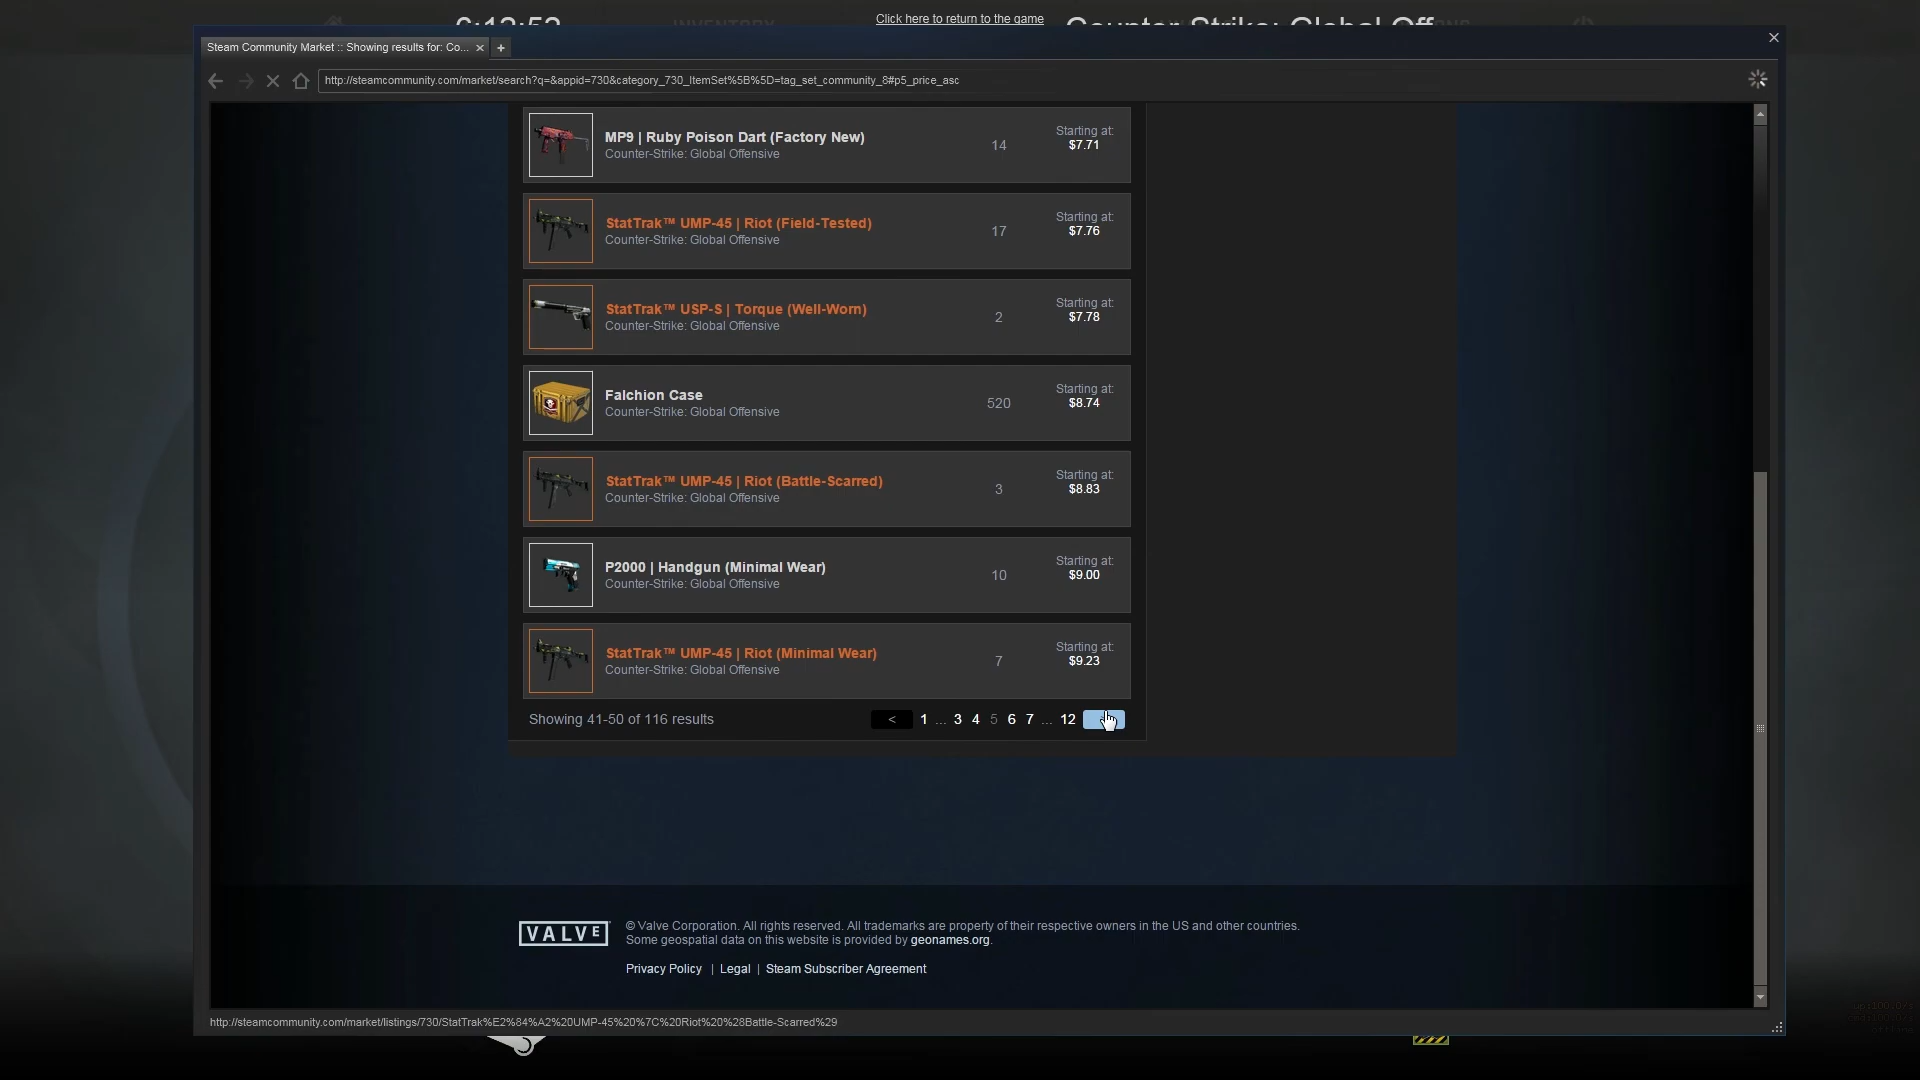 6:12:52
INVENTORY
Click here to return to the game
Counter-Strike: Global Off
Steam Community Market :: Showing results for: Co...
http://steamcommunity.com/market/search?q=&appid=730&category_730_ItemSet%5B%5D=tag_set_community_8#p5_price_asc
MP9 | Ruby Poison Dart (Factory New)
Counter-Strike: Global Offensive
14
Starting at:
$7.71
StatTrak™ UMP-45 | Riot (Field-Tested)
Counter-Strike: Global Offensive
17
Starting at:
$7.76
StatTrak™ USP-S | Torque (Well-Worn)
Counter-Strike: Global Offensive
2
Starting at:
$7.78
Falchion Case
Counter-Strike: Global Offensive
520
Starting at:
$8.74
StatTrak™ UMP-45 | Riot (Battle-Scarred)
Counter-Strike: Global Offensive
3
Starting at:
$8.83
P2000 | Handgun (Minimal Wear)
Counter-Strike: Global Offensive
10
Starting at:
$9.00
StatTrak™ UMP-45 | Riot (Minimal Wear)
Counter-Strike: Global Offensive
7
Starting at:
$9.23
Showing 41-50 of 116 results
< 1 ... 3 4 5 6 7 ... 12
VALVE
© Valve Corporation. All rights reserved. All trademarks are property of their respective owners in the US and other countries.
Some geospatial data on this website is provided by geonames.org.
Privacy Policy | Legal | Steam Subscriber Agreement
http://steamcommunity.com/market/listings/730/StatTrak%E2%84%A2%20UMP-45%20%7C%20Riot%20%28Battle-Scarred%29